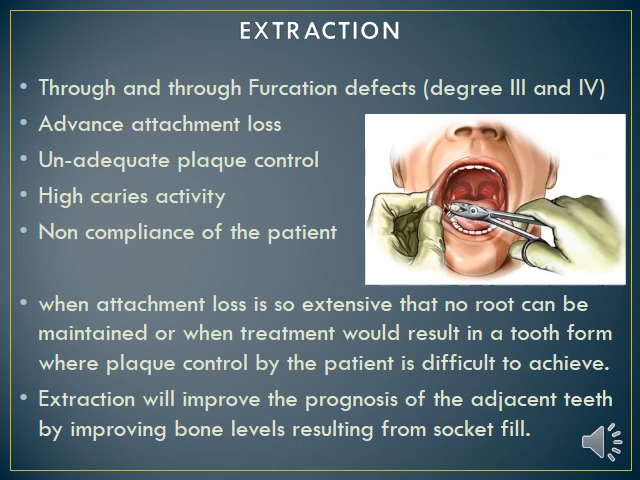 EXTRACTION
• Through and through Furcation defects (degree III and IV)
• Advance attachment loss
• Un-adequate plaque control
• High caries activity
• Non compliance of the patient
• when attachment loss is so extensive that no root can be
maintained or when treatment would result in a tooth form
where plaque control by the patient is difficult to achieve.
• Extraction will improve the prognosis of the adjacent teeth
by improving bone levels resulting from socket fill.